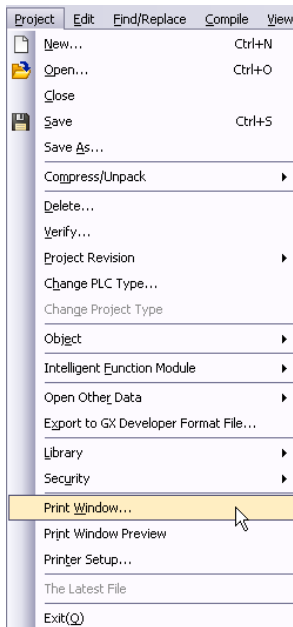 Project Edit Find/Replace Compile View
New... Ctrl+N
Open... Ctrl+O
Close
Save Ctrl+S
Save As...
Compress/Unpack
Delete...
Verify...
Project Revision
Change PLC Type...
Change Project Type
Object
Intelligent Function Module
Open Other Data
Export to GX Developer Format File...
Library
Security
Print Window...
Print Window Preview
Printer Setup...
The Latest File
Exit(Q)